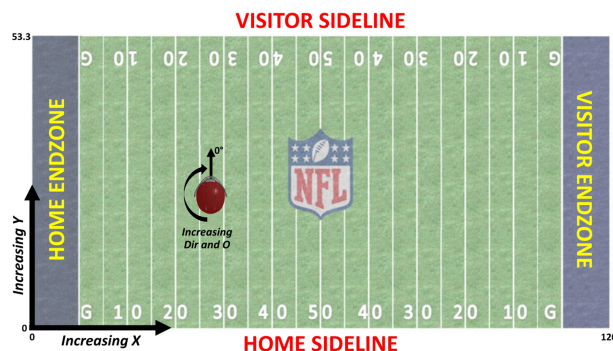 VISITOR SIDELINE
53.3
G 10 20 30 40 50 40 30 20 10 G
HOME ENDZONE
VISITOR ENDZONE
0°
NFL
Increasing
Dir and O
Increasing Y
G 10 20 30 40 50 40 30 20 10 G
0
0
Increasing X
HOME SIDELINE